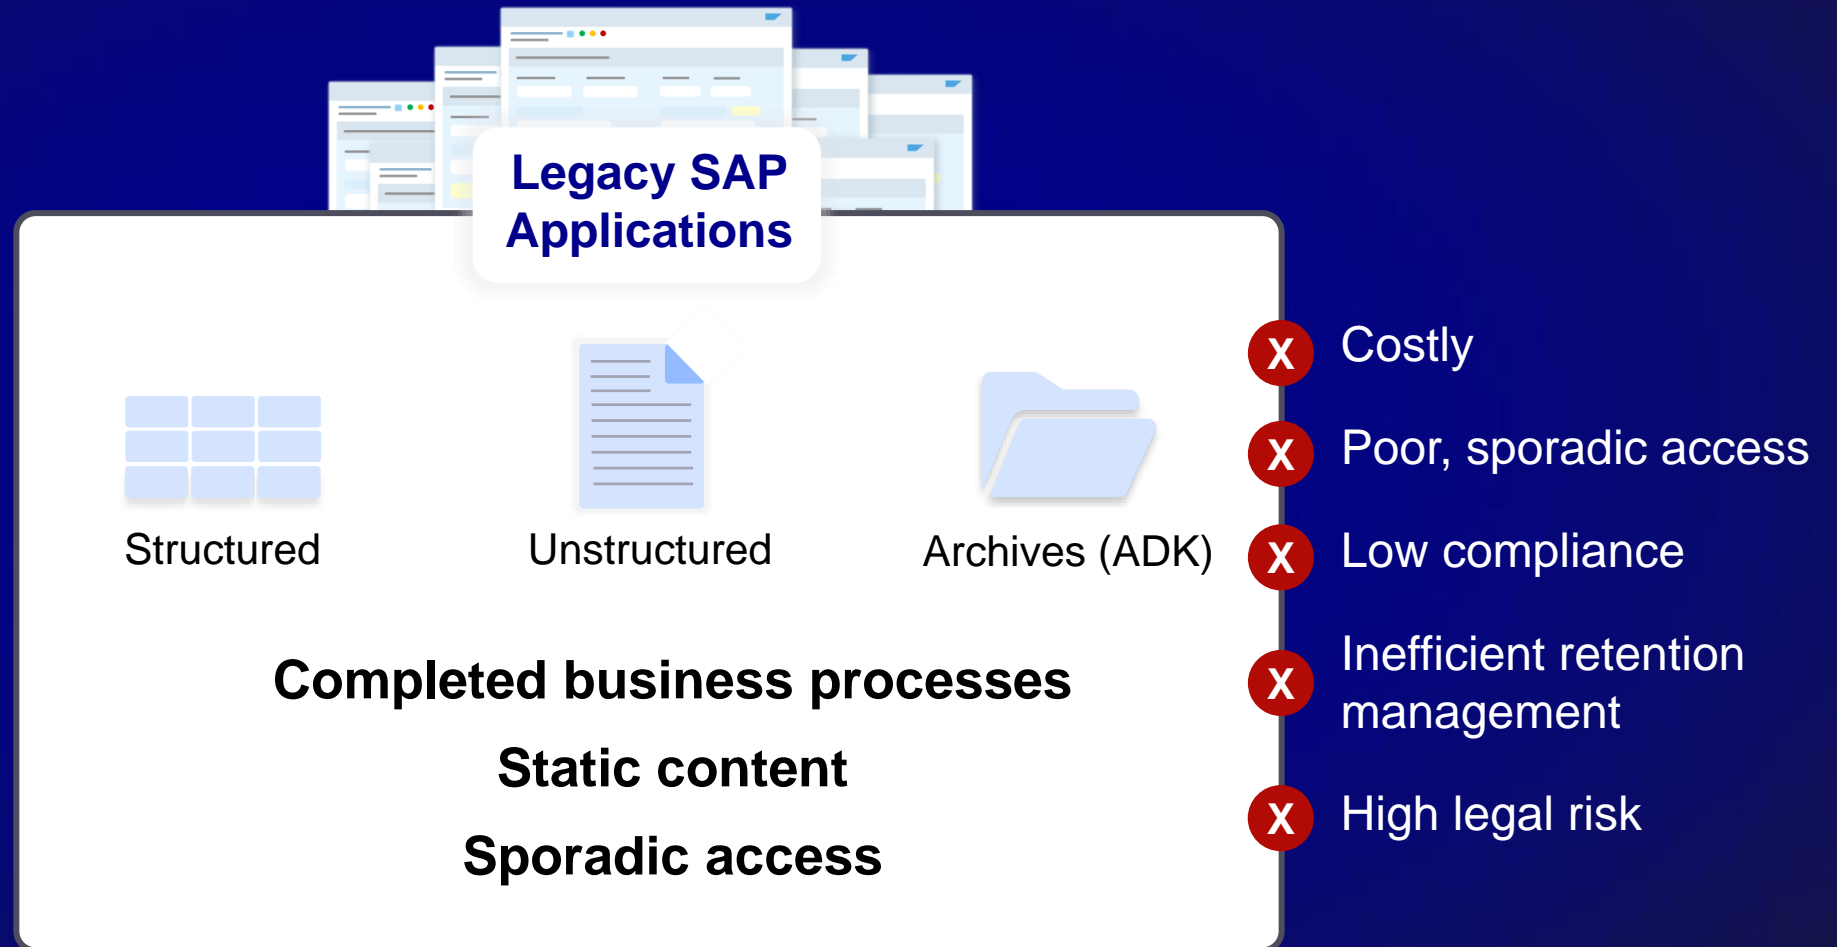 Legacy SAP
Applications
Structured
Unstructured
Archives (ADK)
Completed business processes
Static content
Sporadic access
X Costly
X Poor, sporadic access
X Low compliance
X Inefficient retention
management
X High legal risk